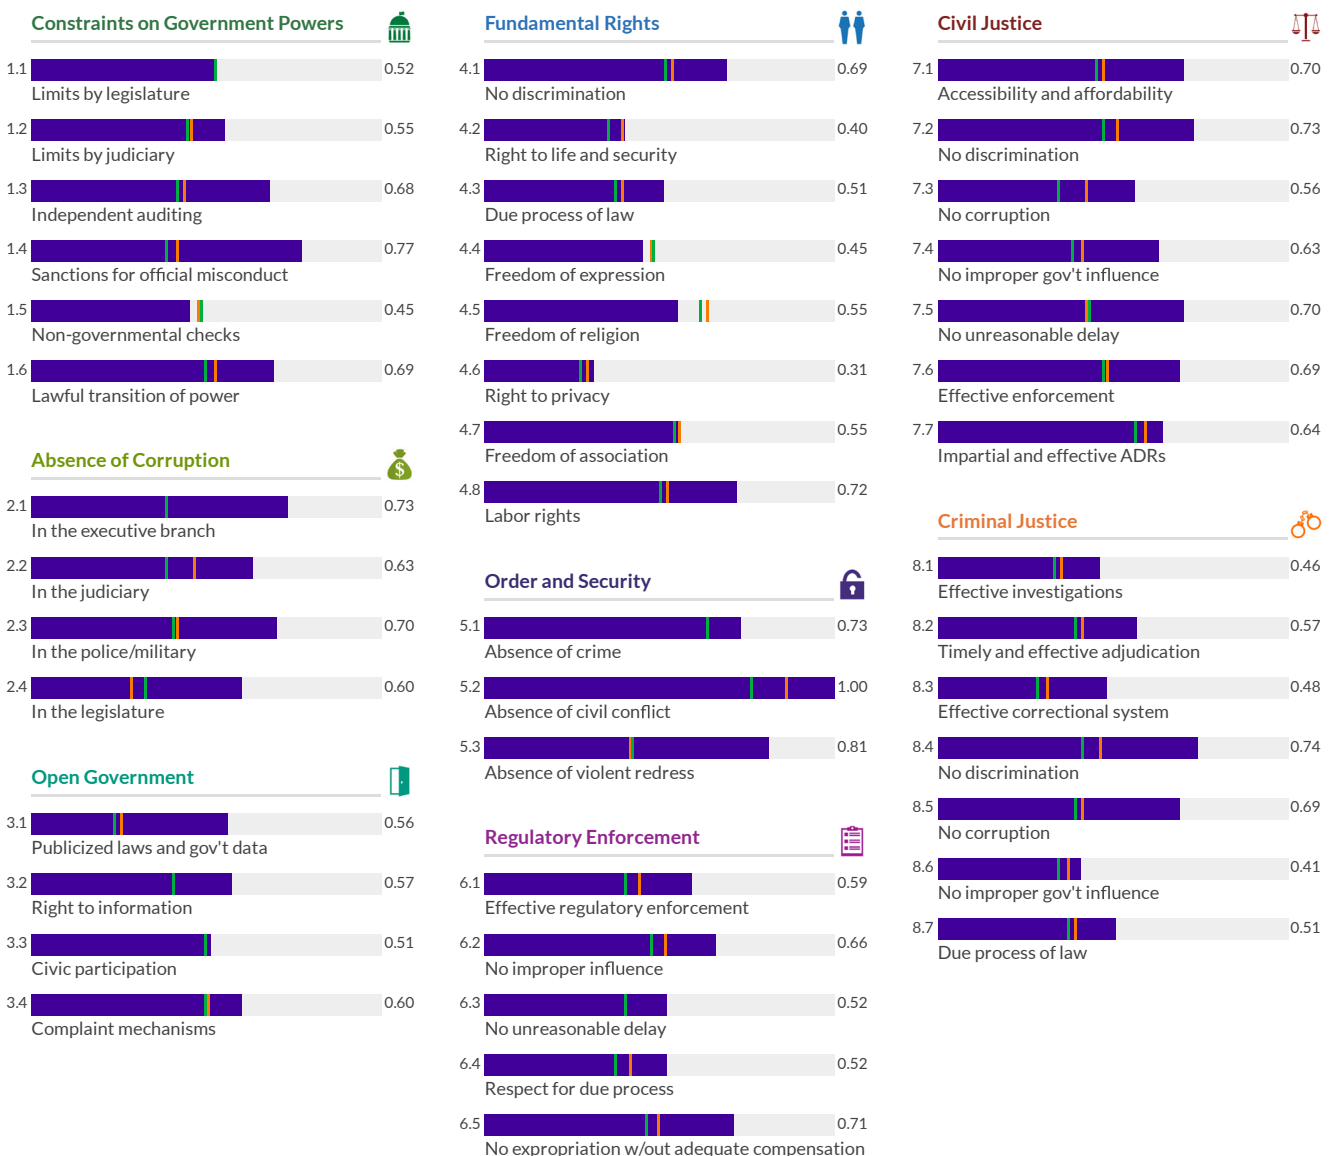 Constraints on Government Powers
1.1 0.52
Limits by legislature
1.2 0.55
Limits by judiciary
1.3 0.68
Independent auditing
1.4 0.77
Sanctions for official misconduct
1.5 0.45
Non-governmental checks
1.6 0.69
Lawful transition of power
Absence of Corruption
$
2.1 0.73
In the executive branch
2.2 0.63
In the judiciary
2.3 0.70
In the police/military
2.4 0.60
In the legislature
Open Government
3.1 0.56
Publicized laws and gov't data
3.2 0.57
Right to information
3.3 0.51
Civic participation
3.4 0.60
Complaint mechanisms
Fundamental Rights
4.1 0.69
No discrimination
4.2 0.40
Right to life and security
4.3 0.51
Due process of law
4.4 0.45
Freedom of expression
4.5 0.55
Freedom of religion
4.6 0.31
Right to privacy
4.7 0.55
Freedom of association
4.8 0.72
Labor rights
Order and Security
5.1 0.73
Absence of crime
5.2 1.00
Absence of civil conflict
5.3 0.81
Absence of violent redress
Regulatory Enforcement
6.1 0.59
Effective regulatory enforcement
6.2 0.66
No improper influence
6.3 0.52
No unreasonable delay
6.4 0.52
Respect for due process
6.5 0.71
No expropriation w/out adequate compensation
Civil Justice
7.1 0.70
Accessibility and affordability
7.2 0.73
No discrimination
7.3 0.56
No corruption
7.4 0.63
No improper gov't influence
7.5 0.70
No unreasonable delay
7.6 0.69
Effective enforcement
7.7 0.64
Impartial and effective ADRs
Criminal Justice
8.1 0.46
Effective investigations
8.2 0.57
Timely and effective adjudication
8.3 0.48
Effective correctional system
8.4 0.74
No discrimination
8.5 0.69
No corruption
8.6 0.41
No improper gov't influence
8.7 0.51
Due process of law